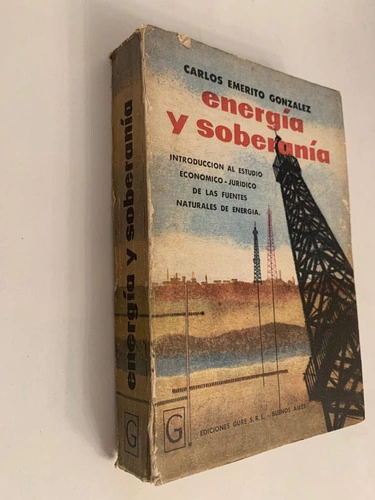 CARLOS EMERITO GONZALEZ
energía
y soberanía
INTRODUCCION AL ESTUDIO
ECONOMICO-JURIDICO
DE LAS FUENTES
NATURALES DE ENERGIA.
EDICIONES GURE S.R.L. - BUENOS AIRES
G
energía y soberanía
G